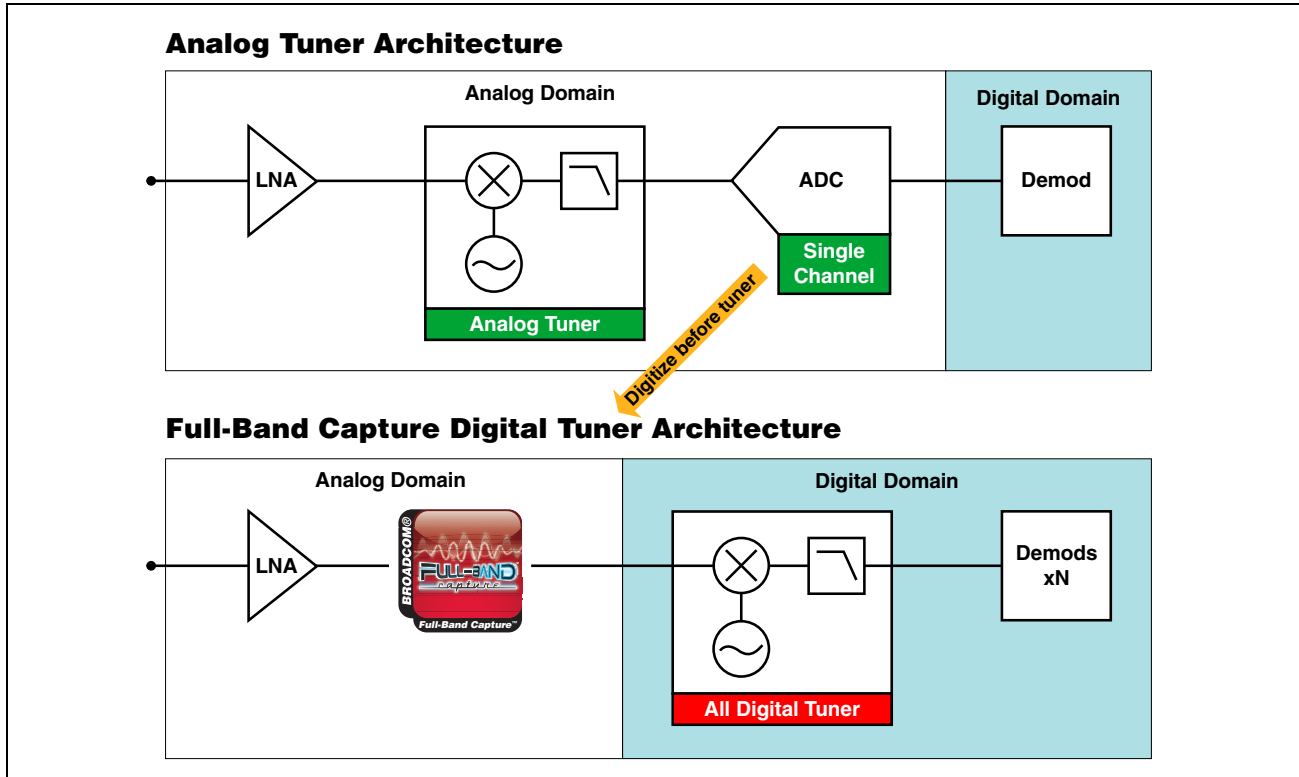 Analog Tuner Architecture
Analog Domain
Digital Domain
LNA
ADC
Demod
Single
Channel
Analog Tuner
Digitize before tuner
Full-Band Capture Digital Tuner Architecture
Analog Domain
Digital Domain
LNA
BROADCOM®
FULL-BAND
capture
Full-Band Capture™
Demods
xN
All Digital Tuner